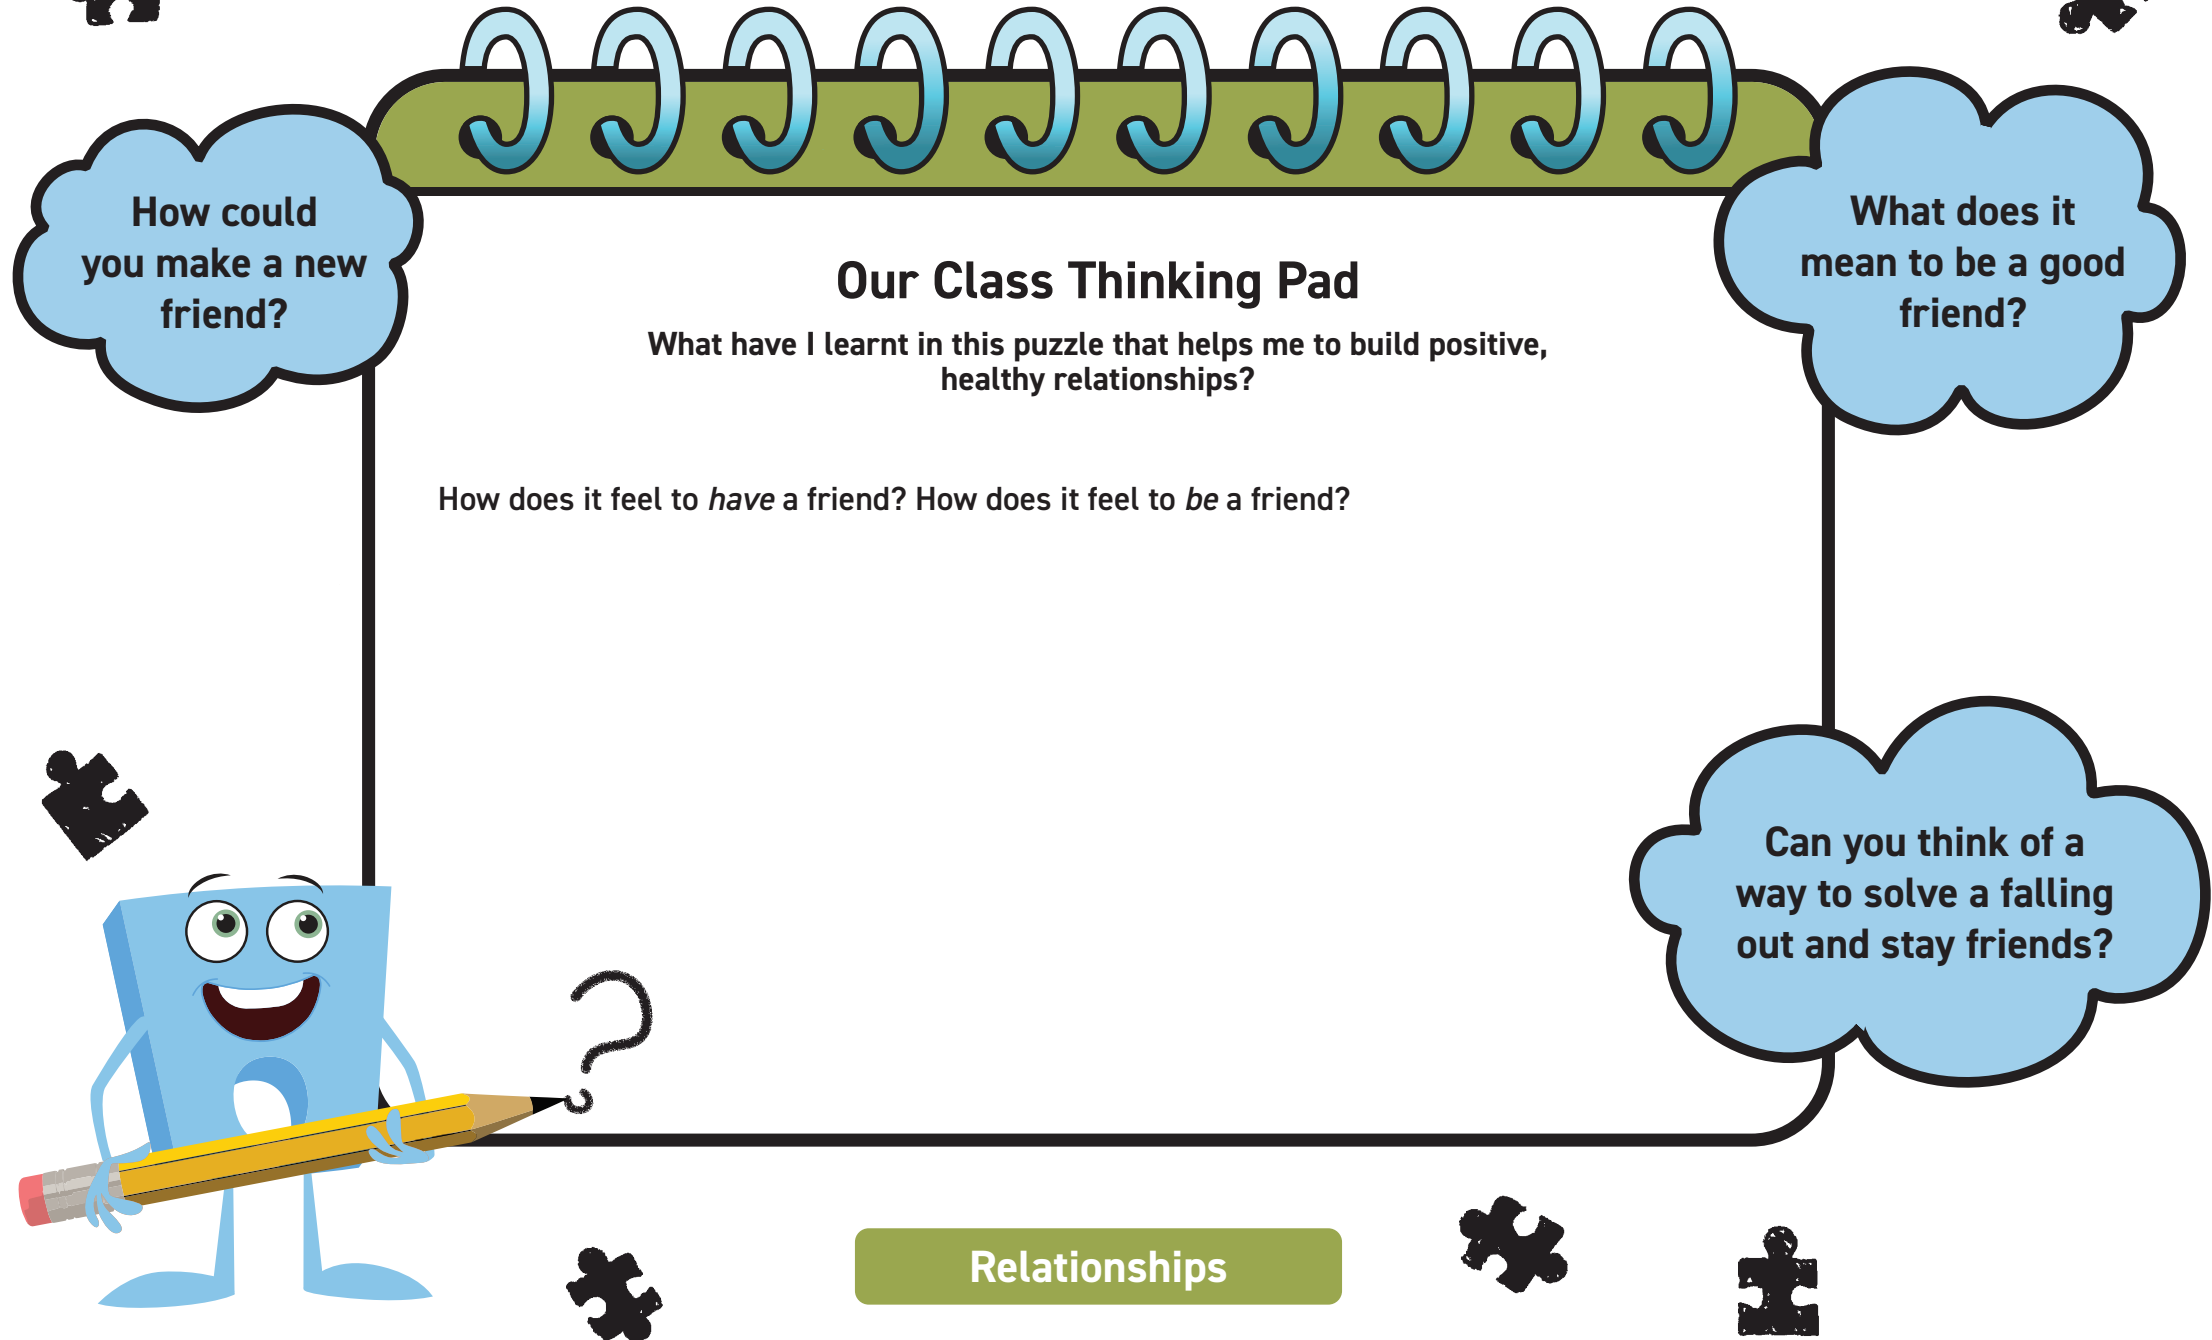 How could
you make a new
friend?
What does it
mean to be a good
friend?
Our Class Thinking Pad
What have I learnt in this puzzle that helps me to build positive,
healthy relationships?
How does it feel to have a friend? How does it feel to be a friend?
Can you think of a
way to solve a falling
out and stay friends?
?
Relationships